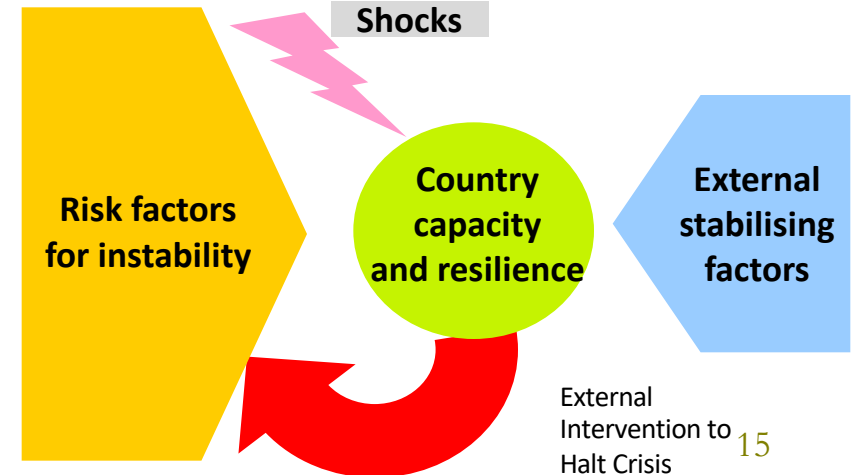 Shocks
Risk factors
for instability
Country
capacity
and resilience
External
stabilising
factors
External
Intervention to
Halt Crisis
15